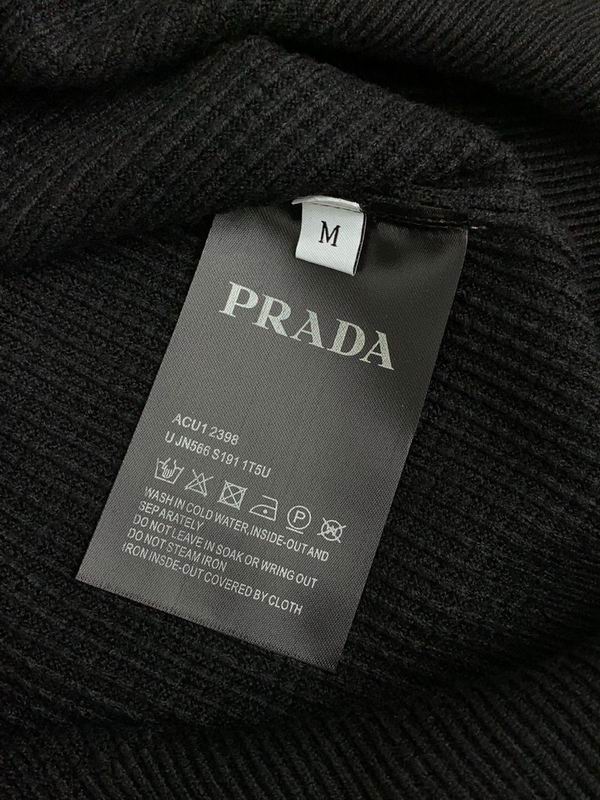 M
PRADA
ACU1 2398
UJN566 S191 1T5U
WASH IN COLD WATER,INSIDE-OUT AND
SEPARATELY
DO NOT LEAVE IN SOAK OR WRING OUT
DO NOT STEAM IRON
IRON INSDE-OUT COVERED BY CLOTH